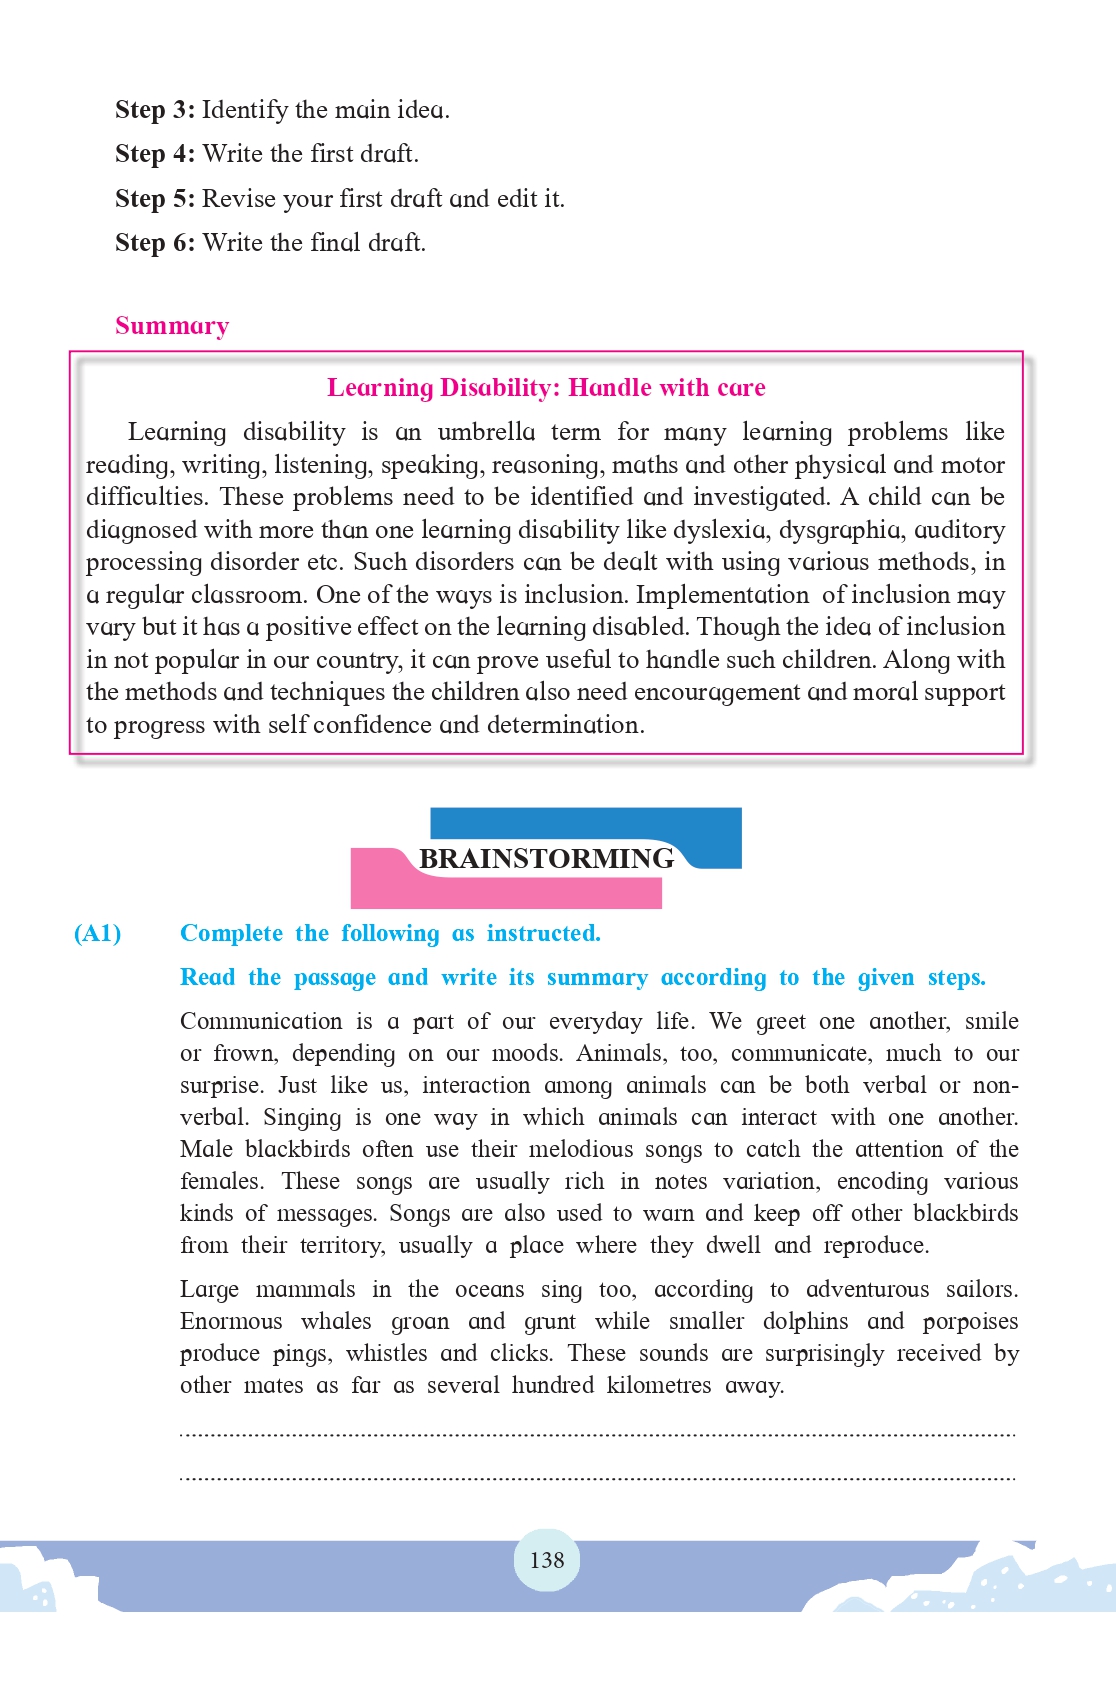 Step 3: Identify the main idea.
Step 4: Write the first draft.
Step 5: Revise your first draft and edit it.
Step 6: Write the final draft.
Summary
Learning Disability: Handle with care
Learning disability is an umbrella term for many learning problems like
reading, writing, listening, speaking, reasoning, maths and other physical and motor
difficulties. These problems need to be identified and investigated. A child can be
diagnosed with more than one learning disability like dyslexia, dysgraphia, auditory
processing disorder etc. Such disorders can be dealt with using various methods, in
a regular classroom. One of the ways is inclusion. Implementation of inclusion may
vary but it has a positive effect on the learning disabled. Though the idea of inclusion
in not popular in our country, it can prove useful to handle such children. Along with
the methods and techniques the children also need encouragement and moral support
to progress with self confidence and determination.
BRAINSTORMING
(A1) Complete the following as instructed.
Read the passage and write its summary according to the given steps.
Communication is a part of our everyday life. We greet one another, smile
or frown, depending on our moods. Animals, too, communicate, much to our
surprise. Just like us, interaction among animals can be both verbal or non-
verbal. Singing is one way in which animals can interact with one another.
Male blackbirds often use their melodious songs to catch the attention of the
females. These songs are usually rich in notes variation, encoding various
kinds of messages. Songs are also used to warn and keep off other blackbirds
from their territory, usually a place where they dwell and reproduce.
Large mammals in the oceans sing too, according to adventurous sailors.
Enormous whales groan and grunt while smaller dolphins and porpoises
produce pings, whistles and clicks. These sounds are surprisingly received by
other mates as far as several hundred kilometres away.
138